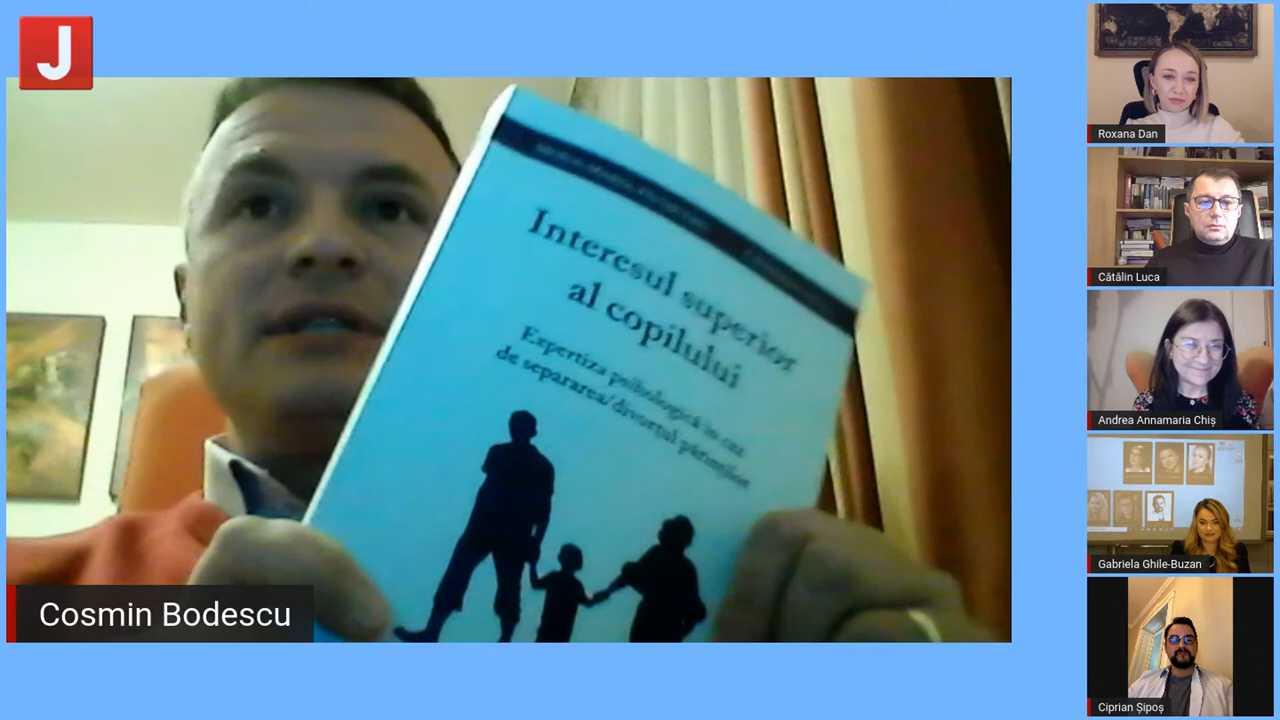 J
Interesul superior
al copilului
Expertiza psihologică în caz
de separarea/divorțul părinților
Cosmin Bodescu
Roxana Dan
Cătălin Luca
Andrea Annamaria Chiș
Gabriela Ghile-Buzan
Ciprian Șipoș